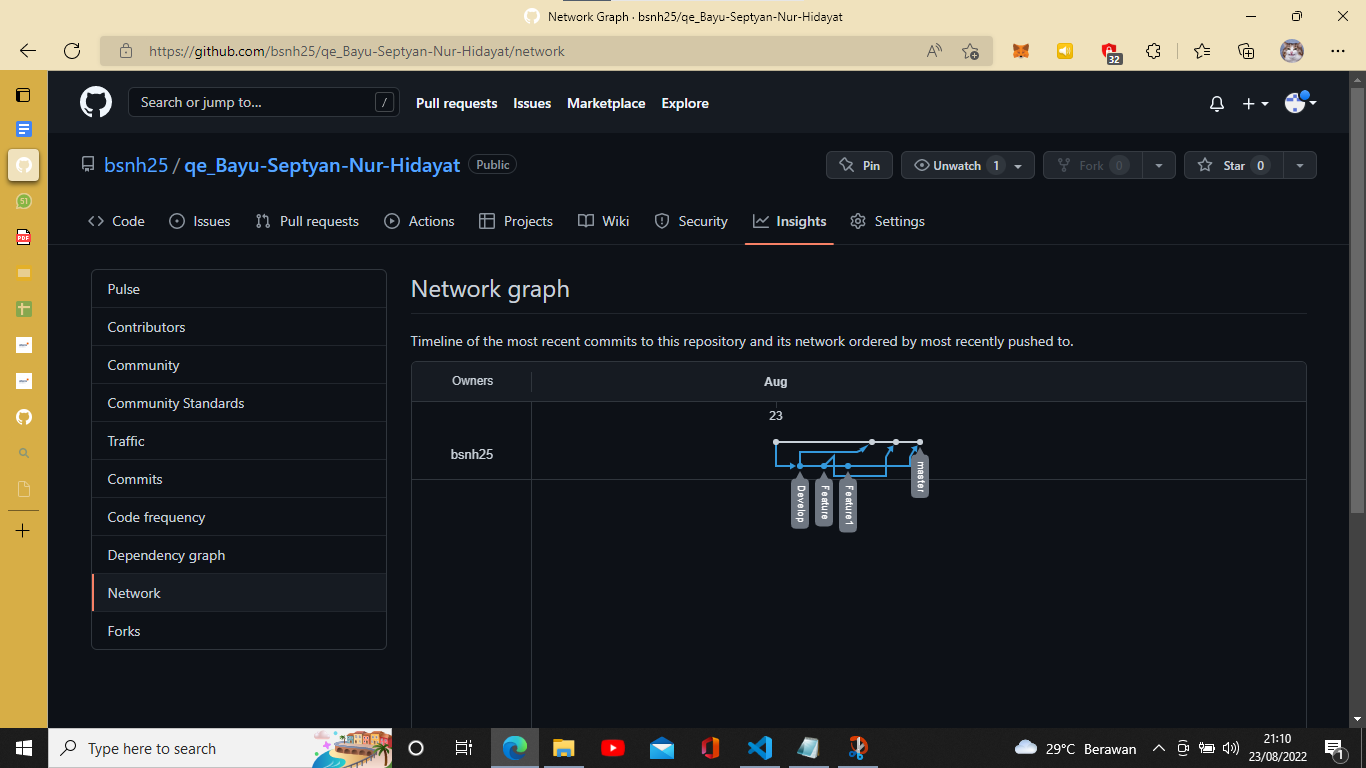 Network Graph · bsnh25/qe_Bayu-Septyan-Nur-Hidayat
https://github.com/bsnh25/qe_Bayu-Septyan-Nur-Hidayat/network
32
Search or jump to... /
Pull requests Issues Marketplace Explore
51
PDF
bsnh25 / qe_Bayu-Septyan-Nur-Hidayat Public
Pin Unwatch 1 Fork 0 Star 0
Code Issues Pull requests Actions Projects Wiki Security Insights Settings
Pulse
Contributors
Community
Community Standards
Traffic
Commits
Code frequency
Dependency graph
Network
Forks
Network graph
Timeline of the most recent commits to this repository and its network ordered by most recently pushed to.
Owners Aug
23
bsnh25
master
Develop
Feature
Feature1
Type here to search
29°C Berawan
21:10
23/08/2022
1